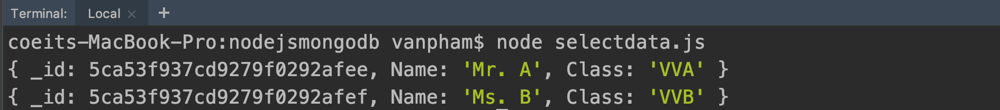 Terminal: Local × +
coeits-MacBook-Pro:nodejsmongodb vanpham$ node selectdata.js
{ _id: 5ca53f937cd9279f0292afee, Name: 'Mr. A', Class: 'VVA' }
{ _id: 5ca53f937cd9279f0292afef, Name: 'Ms. B', Class: 'VVB' }